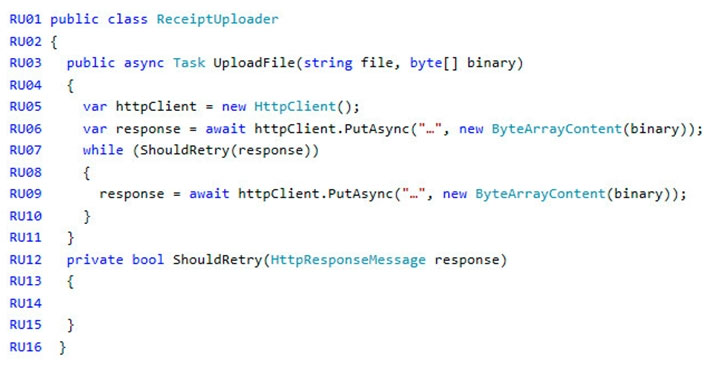 RU01 public class ReceiptUploader
RU02 {
RU03 public async Task UploadFile(string file, byte[] binary)
RU04 {
RU05 var httpClient = new HttpClient();
RU06 var response = await httpClient.PutAsync("…", new ByteArrayContent(binary));
RU07 while (ShouldRetry(response))
RU08 {
RU09 response = await httpClient.PutAsync("…", new ByteArrayContent(binary));
RU10 }
RU11 }
RU12 private bool ShouldRetry(HttpResponseMessage response)
RU13 {
RU14
RU15 }
RU16 }